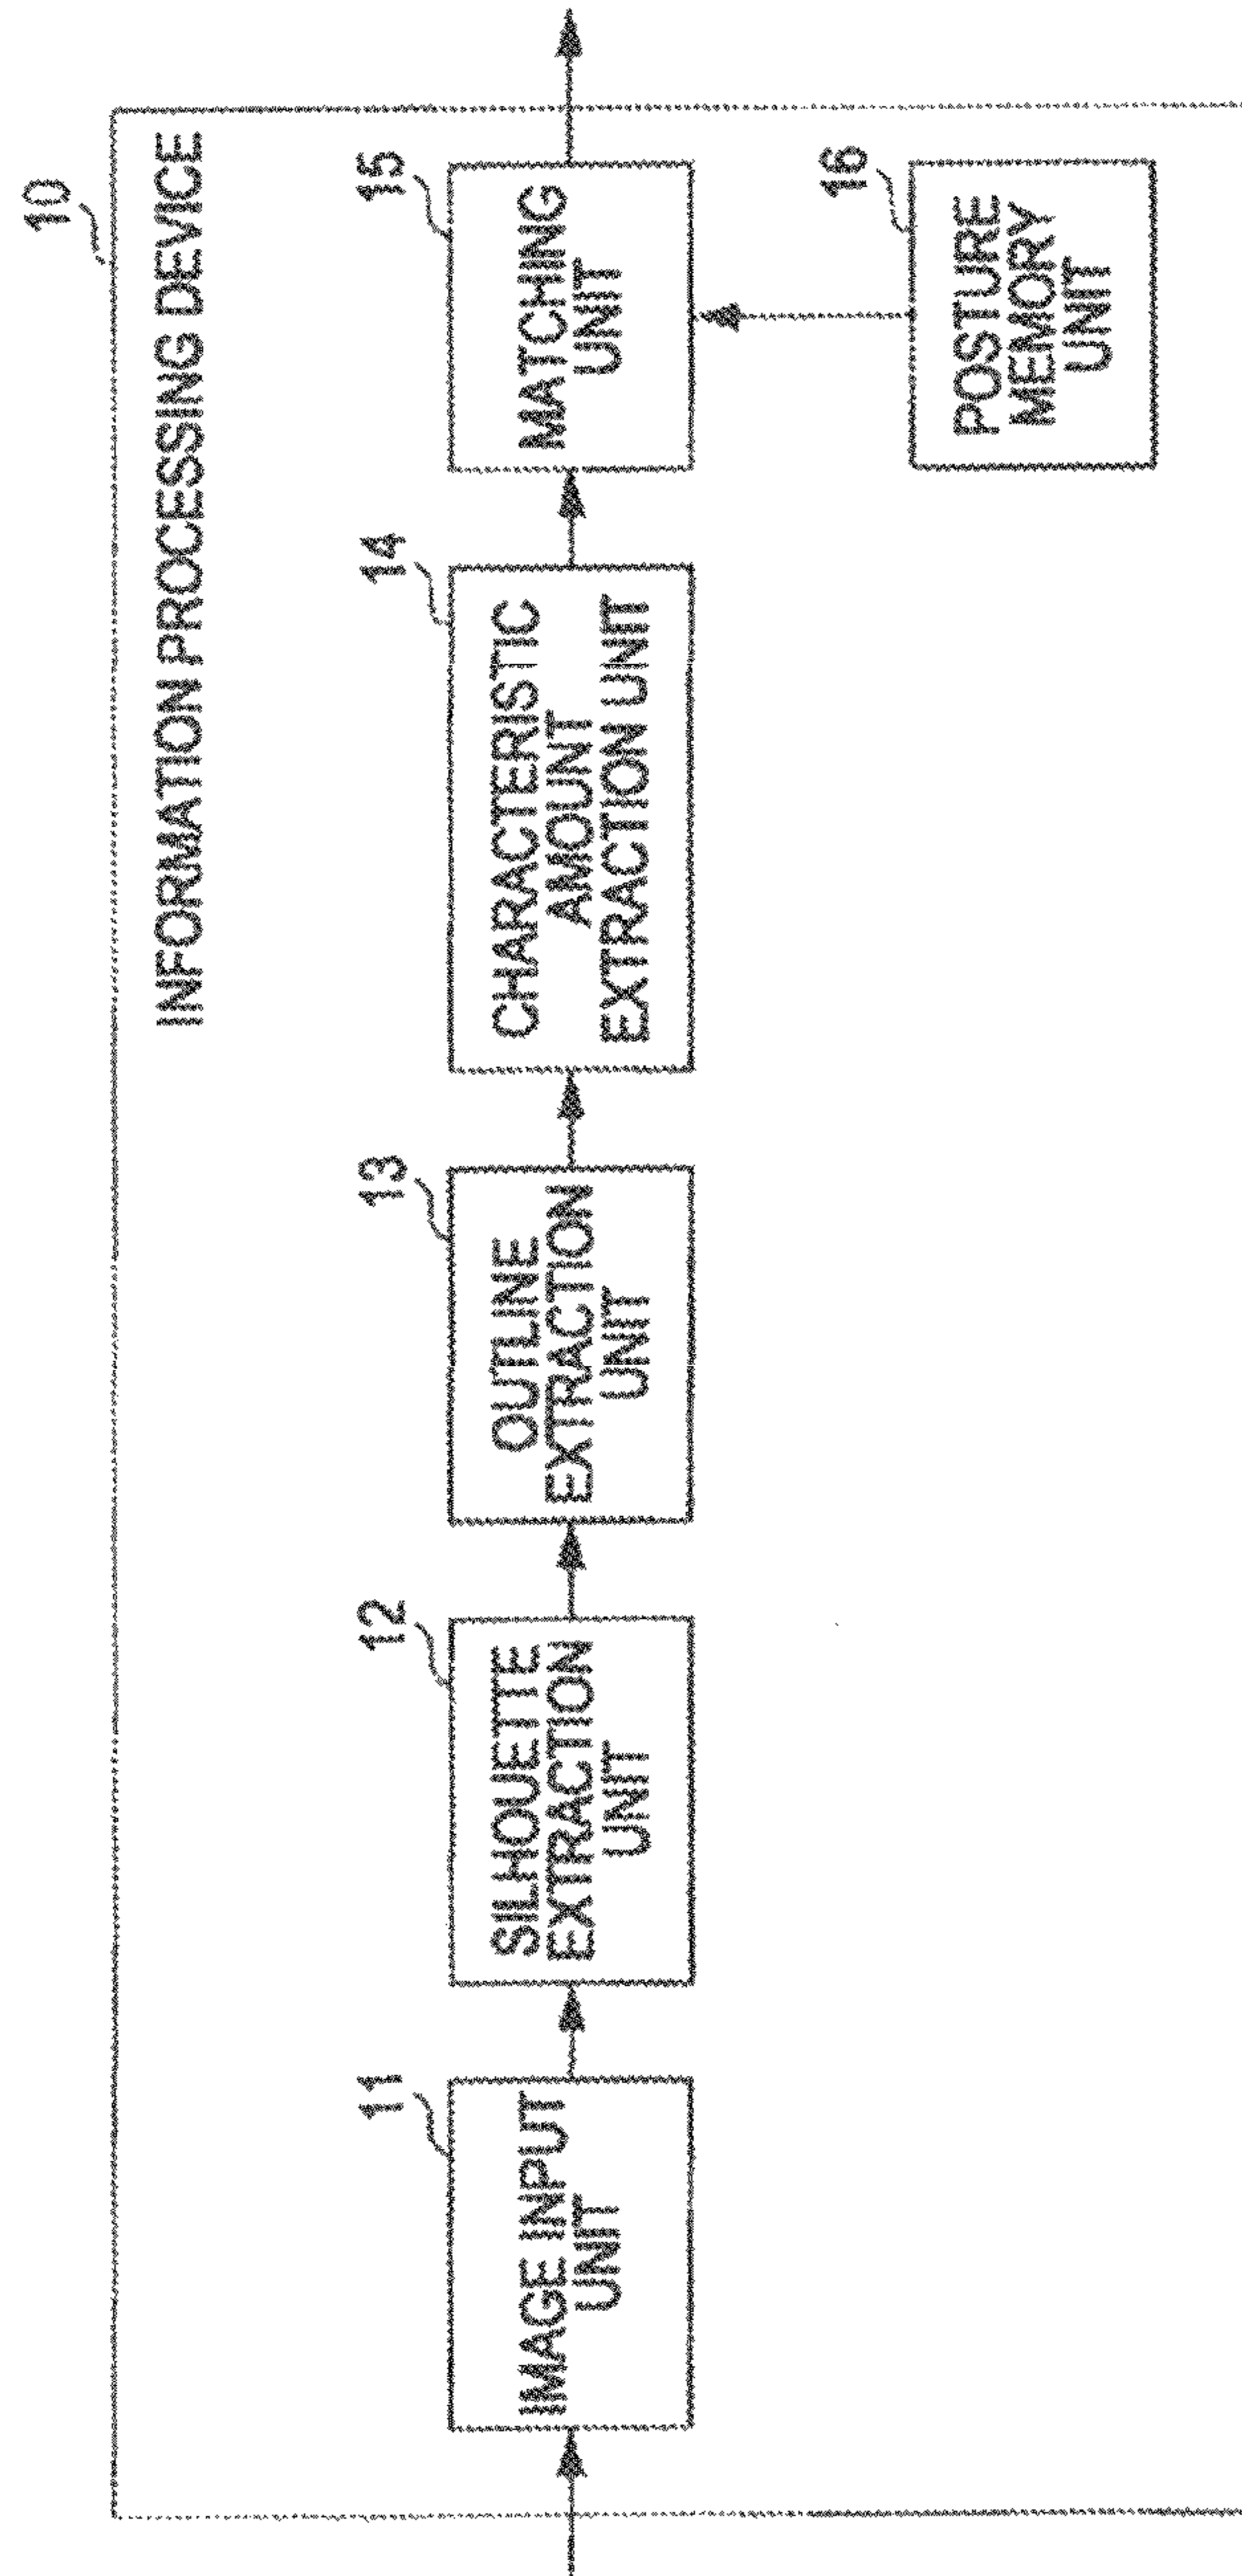 10
INFORMATION PROCESSING DEVICE
11
IMAGE INPUT
UNIT
12
SILHOUETTE
EXTRACTION
UNIT
13
OUTLINE
EXTRACTION
UNIT
14
CHARACTERISTIC
AMOUNT
EXTRACTION UNIT
15
MATCHING
UNIT
16
POSTURE
MEMORY
UNIT